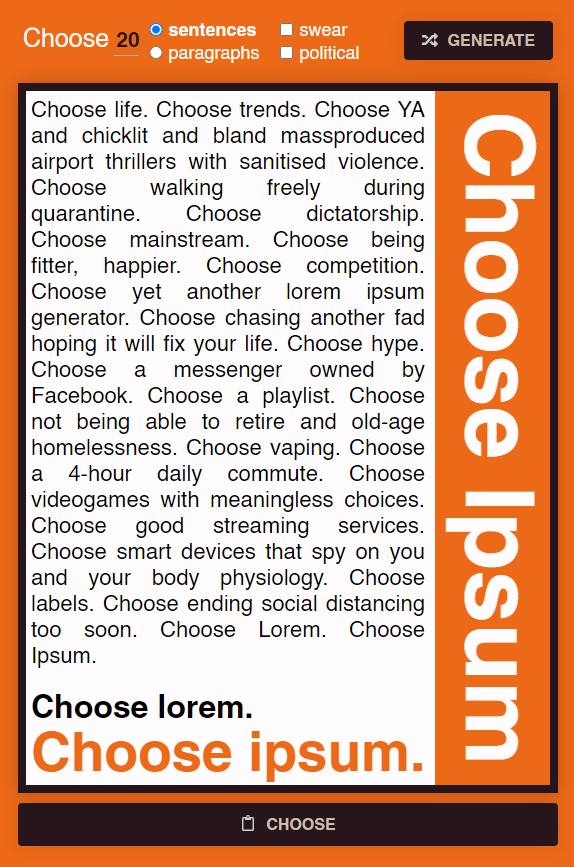 Choose 20
sentences
swear
paragraphs
political
GENERATE
Choose life. Choose trends. Choose YA
and chicklit and bland massproduced
airport thrillers with sanitised violence.
Choose walking freely during
quarantine. Choose dictatorship.
Choose mainstream. Choose being
fitter, happier. Choose competition.
Choose yet another lorem ipsum
generator. Choose chasing another fad
hoping it will fix your life. Choose hype.
Choose a messenger owned by
Facebook. Choose a playlist. Choose
not being able to retire and old-age
homelessness. Choose vaping. Choose
a 4-hour daily commute. Choose
videogames with meaningless choices.
Choose good streaming services.
Choose smart devices that spy on you
and your body physiology. Choose
labels. Choose ending social distancing
too soon. Choose Lorem. Choose
Ipsum.
Choose lorem.
Choose ipsum.
Choose Ipsum
CHOOSE